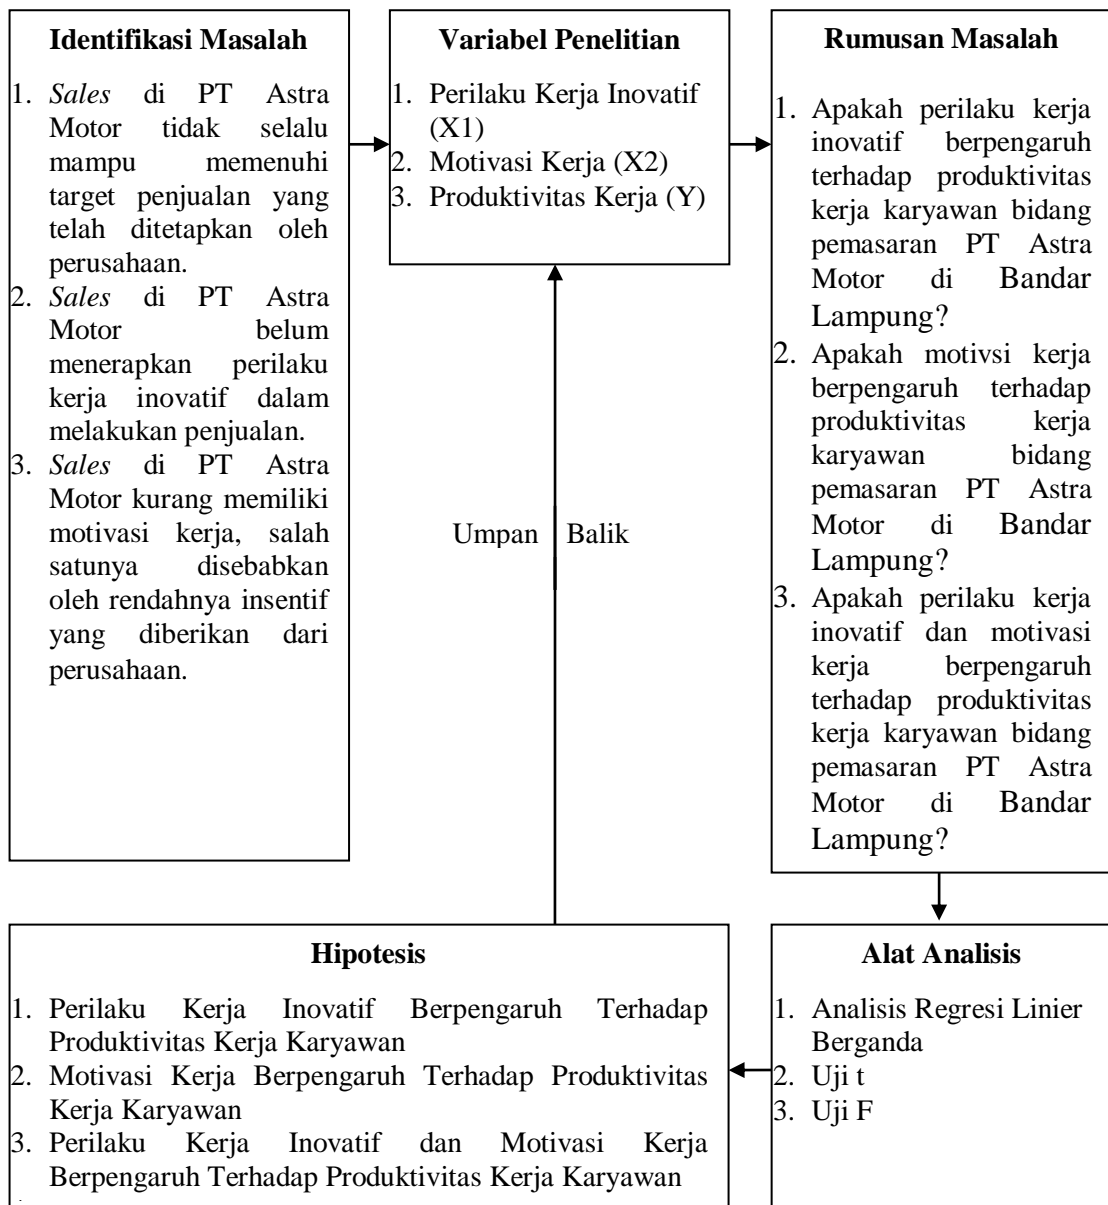 Identifikasi Masalah
1. Sales di PT Astra
Motor tidak selalu
mampu memenuhi
target penjualan yang
telah ditetapkan oleh
perusahaan.
2. Sales di PT Astra
Motor belum
menerapkan perilaku
kerja inovatif dalam
melakukan penjualan.
3. Sales di PT Astra
Motor kurang memiliki
motivasi kerja, salah
satunya disebabkan
oleh rendahnya insentif
yang diberikan dari
perusahaan.
Variabel Penelitian
1. Perilaku Kerja Inovatif
(X1)
2. Motivasi Kerja (X2)
3. Produktivitas Kerja (Y)
Rumusan Masalah
1. Apakah perilaku kerja
inovatif berpengaruh
terhadap produktivitas
kerja karyawan bidang
pemasaran PT Astra
Motor di Bandar
Lampung?
2. Apakah motivsi kerja
berpengaruh terhadap
produktivitas kerja
karyawan bidang
pemasaran PT Astra
Motor di Bandar
Lampung?
3. Apakah perilaku kerja
inovatif dan motivasi
kerja berpengaruh
terhadap produktivitas
kerja karyawan bidang
pemasaran PT Astra
Motor di Bandar
Lampung?
Umpan Balik
Hipotesis
1. Perilaku Kerja Inovatif Berpengaruh Terhadap
Produktivitas Kerja Karyawan
2. Motivasi Kerja Berpengaruh Terhadap Produktivitas
Kerja Karyawan
3. Perilaku Kerja Inovatif dan Motivasi Kerja
Berpengaruh Terhadap Produktivitas Kerja Karyawan
Alat Analisis
1. Analisis Regresi Linier
Berganda
2. Uji t
3. Uji F